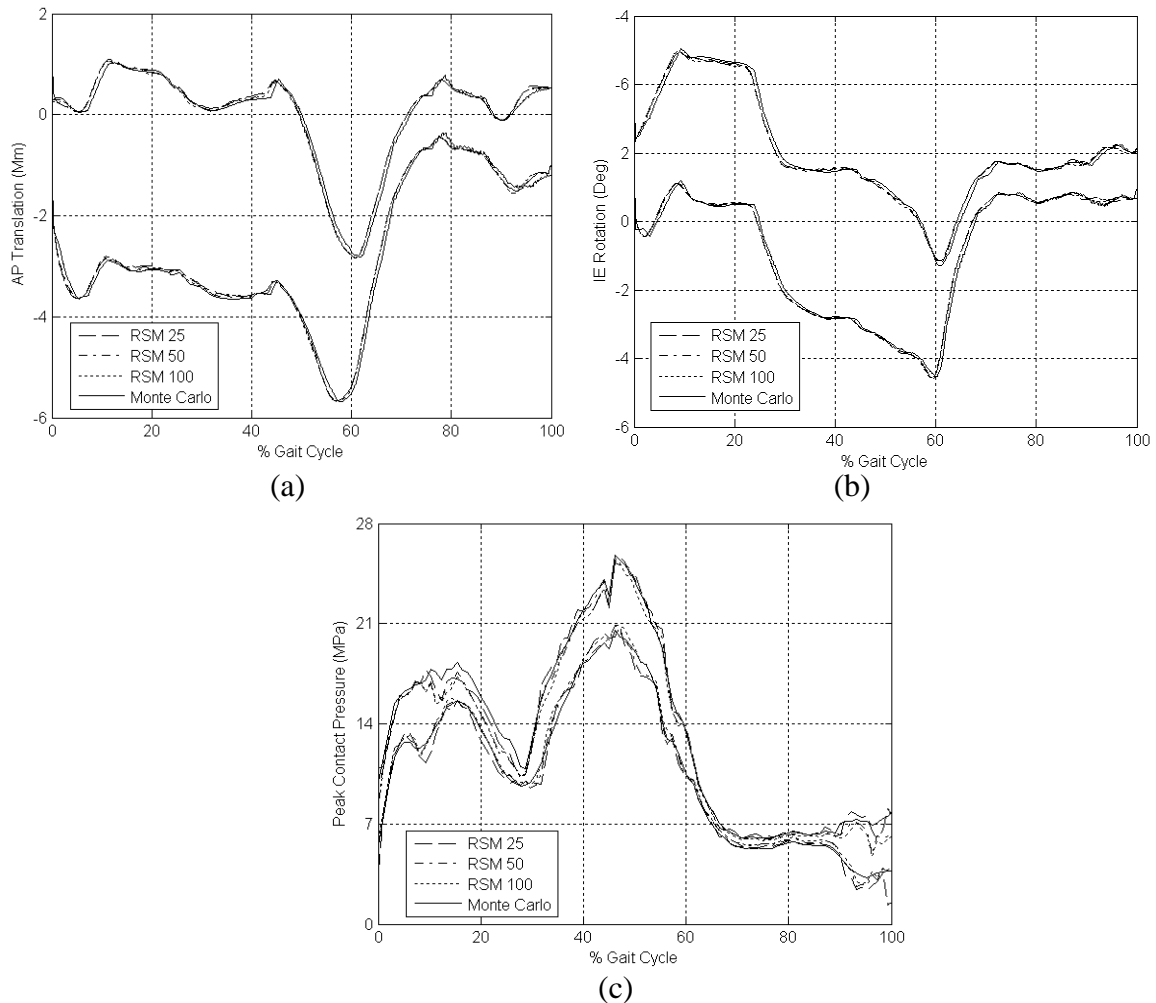 2
0
-2
-4
-6
AP Translation (Mm)
RSM 25
RSM 50
RSM 100
Monte Carlo
0 20 40 60 80 100
% Gait Cycle
(a)
-4
-6
2
0
-2
-4
-6
IE Rotation (Deg)
RSM 25
RSM 50
RSM 100
Monte Carlo
0 20 40 60 80 100
% Gait Cycle
(b)
28
21
14
7
0
Peak Contact Pressure (MPa)
RSM 25
RSM 50
RSM 100
Monte Carlo
0 20 40 60 80 100
% Gait Cycle
(c)